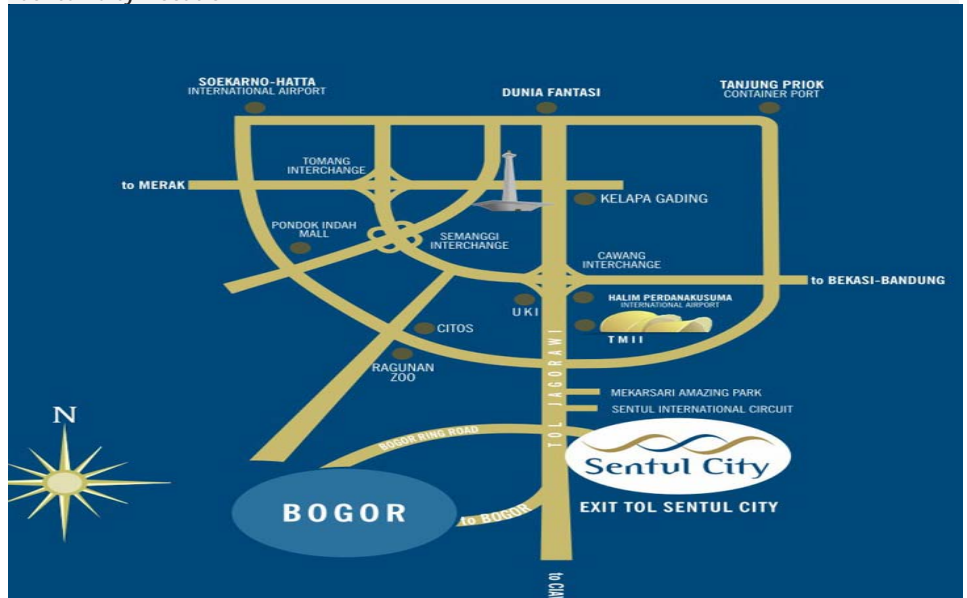 SOEKARNO-HATTA
INTERNATIONAL AIRPORT
DUNIA FANTASI
TANJUNG PRIOK
CONTAINER PORT
TOMANG
INTERCHANGE
to MERAK
KELAPA GADING
PONDOK INDAH
MALL
SEMANGGI
INTERCHANGE
CAWANG
INTERCHANGE
to BEKASI-BANDUNG
UKI
HALIM PERDANAKUSUMA
INTERNATIONAL AIRPORT
CITOS
TMII
RAGUNAN
ZOO
TOL JAGORAWI
MEKARSARI AMAZING PARK
SENTUL INTERNATIONAL CIRCUIT
N
BOGOR RING ROAD
Sentul City
EXIT TOL SENTUL CITY
BOGOR
to BOGOR
to